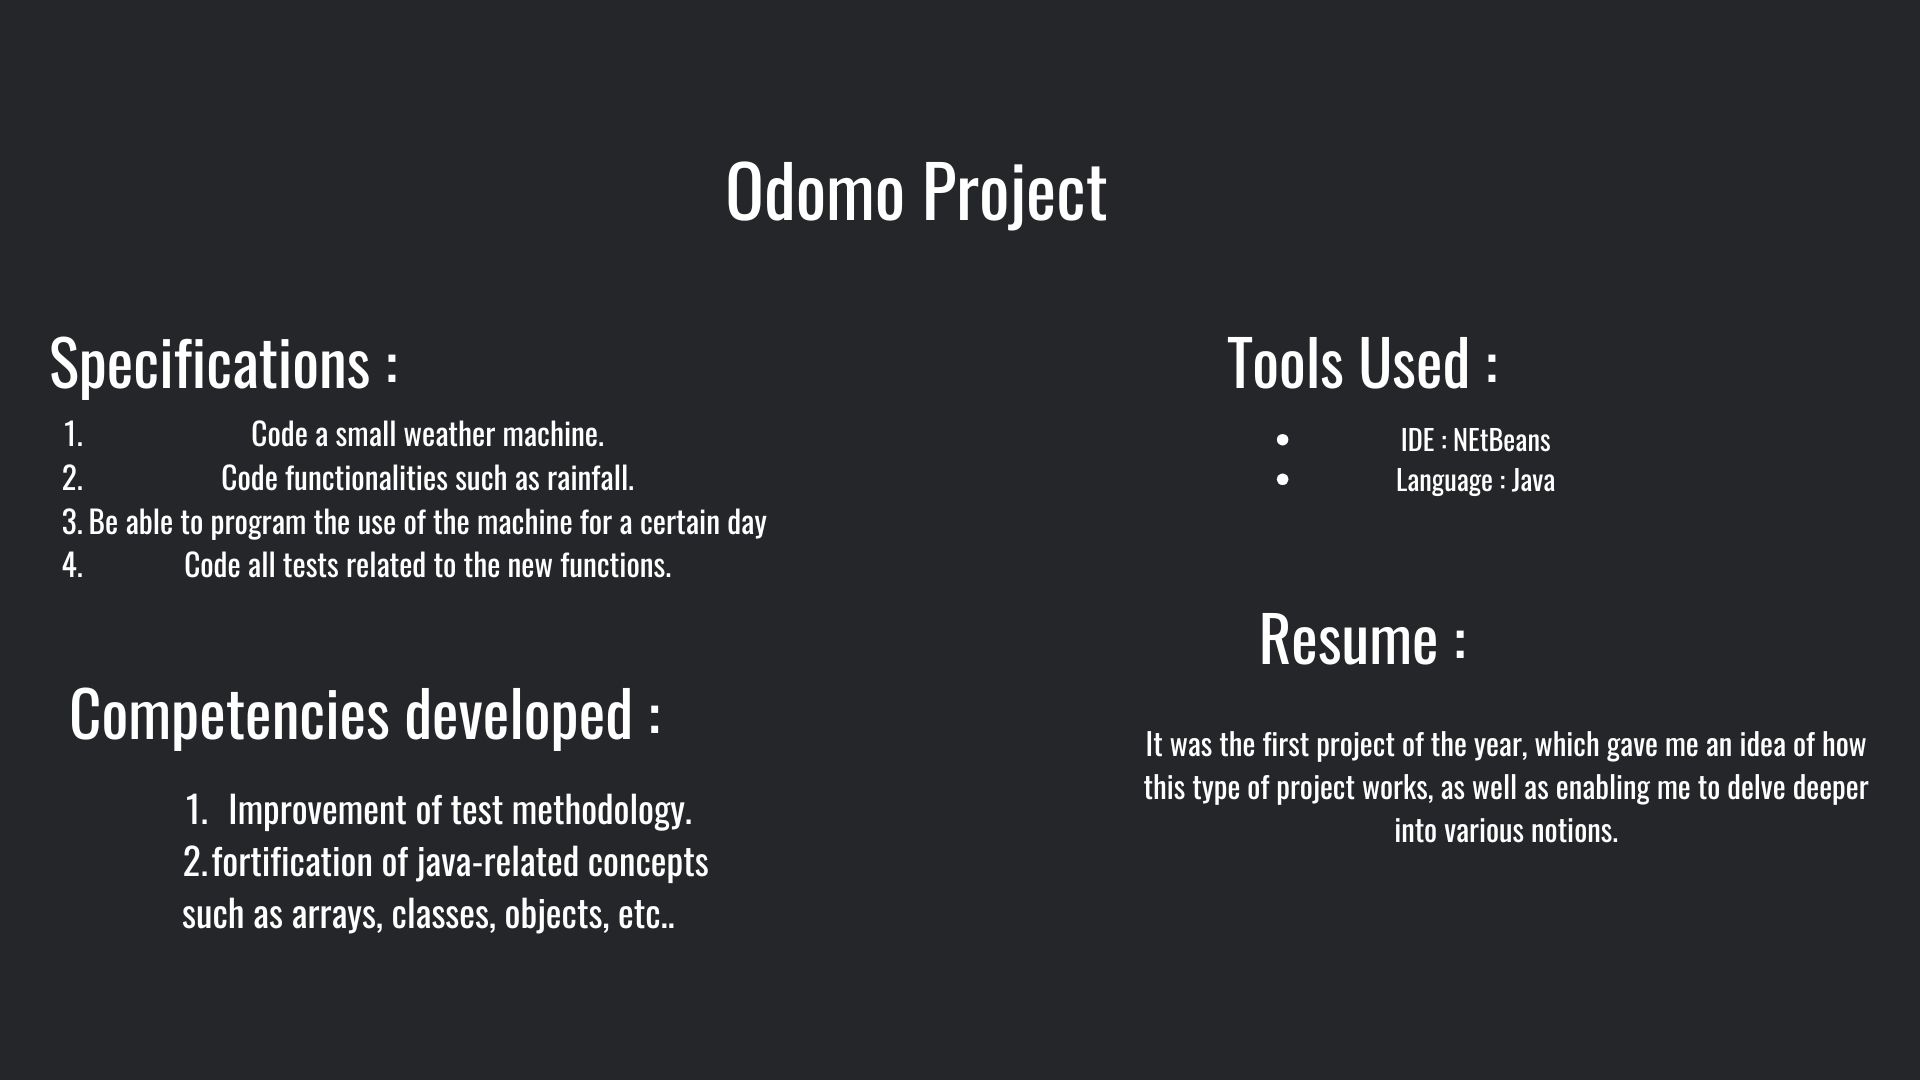 Odomo Project
Specifications :
1. Code a small weather machine.
2. Code functionalities such as rainfall.
3. Be able to program the use of the machine for a certain day
4. Code all tests related to the new functions.
Competencies developed :
1. Improvement of test methodology.
2. fortification of java-related concepts
such as arrays, classes, objects, etc..
Tools Used :
• IDE : NEtBeans
• Language : Java
Resume :
It was the first project of the year, which gave me an idea of how
this type of project works, as well as enabling me to delve deeper
into various notions.